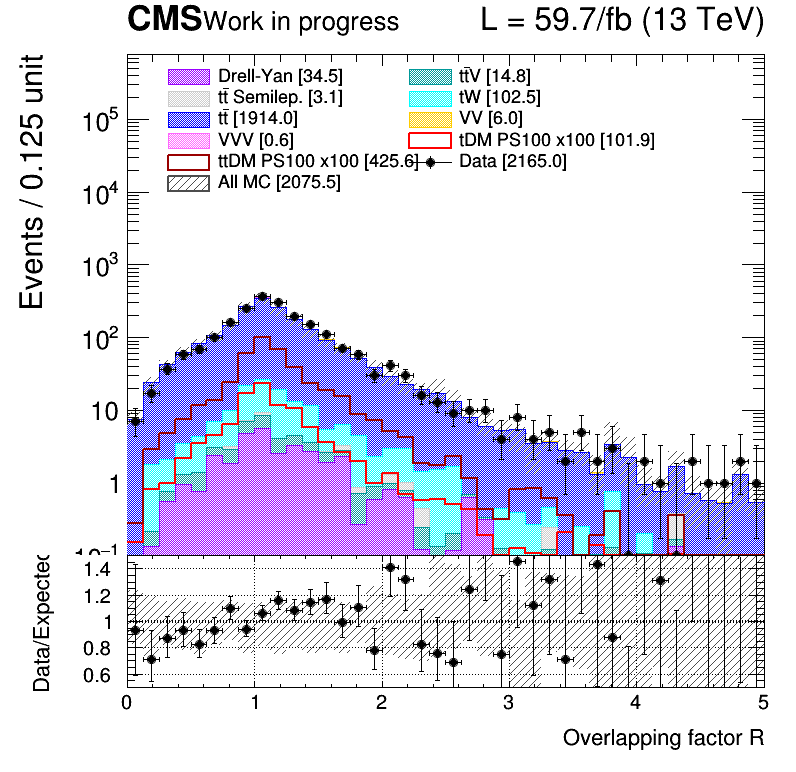 CMS Work in progress L = 59.7/fb (13 TeV)
Events / 0.125 unit
Drell-Yan [34.5] tt̄V [14.8]
tt̄ Semilep. [3.1] tW [102.5]
tt̄ [1914.0] VV [6.0]
VVV [0.6] tDM PS100 x100 [101.9]
ttDM PS100 x100 [425.6] Data [2165.0]
All MC [2075.5]
10⁵
10⁴
10³
10²
10
1
10⁻¹
Data/Expected
1.4
1.2
1
0.8
0.6
0 1 2 3 4 5
Overlapping factor R